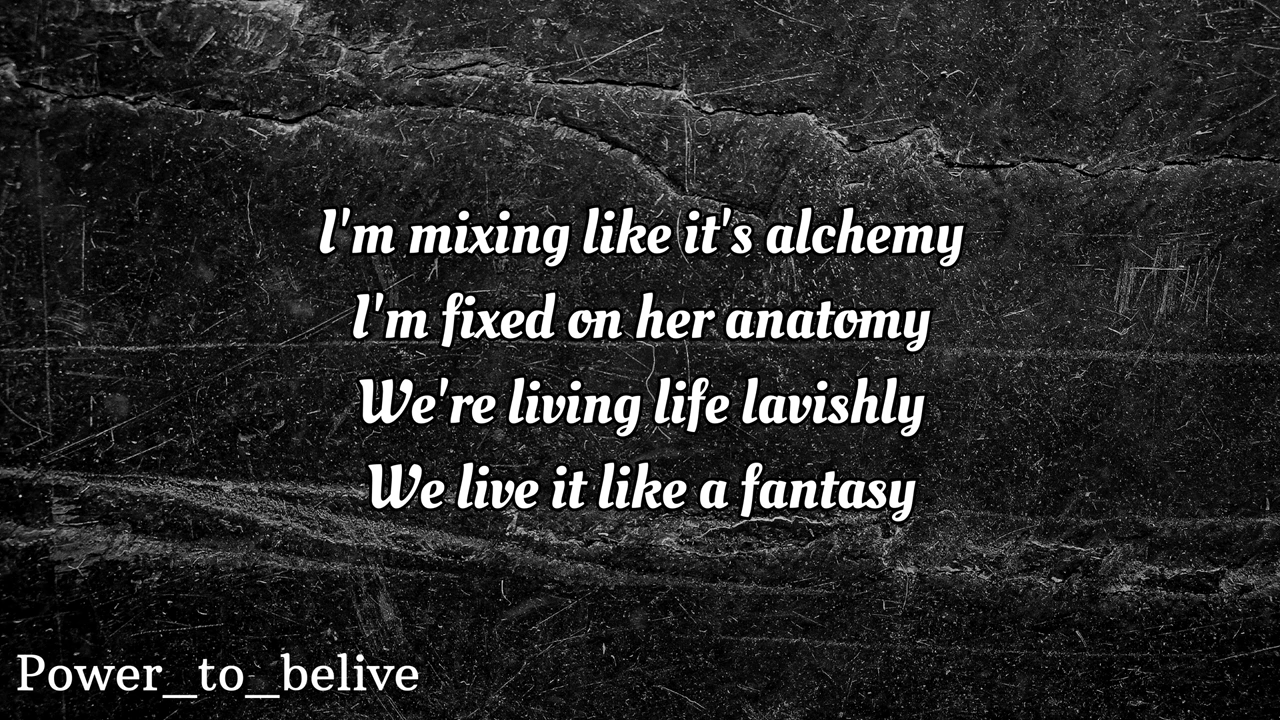 I'm mixing like it's alchemy
I'm fixed on her anatomy
We're living life lavishly
We live it like a fantasy
Power_to_belive